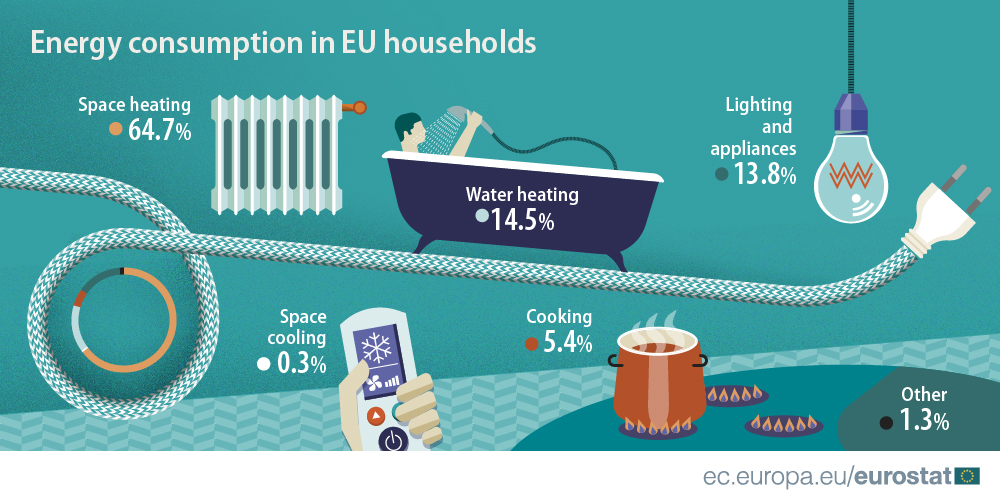 Energy consumption in EU households
Space heating
64.7%
Lighting
and
appliances
13.8%
Water heating
14.5%
Space
cooling
0.3%
Cooking
5.4%
Other
1.3%
ec.europa.eu/eurostat